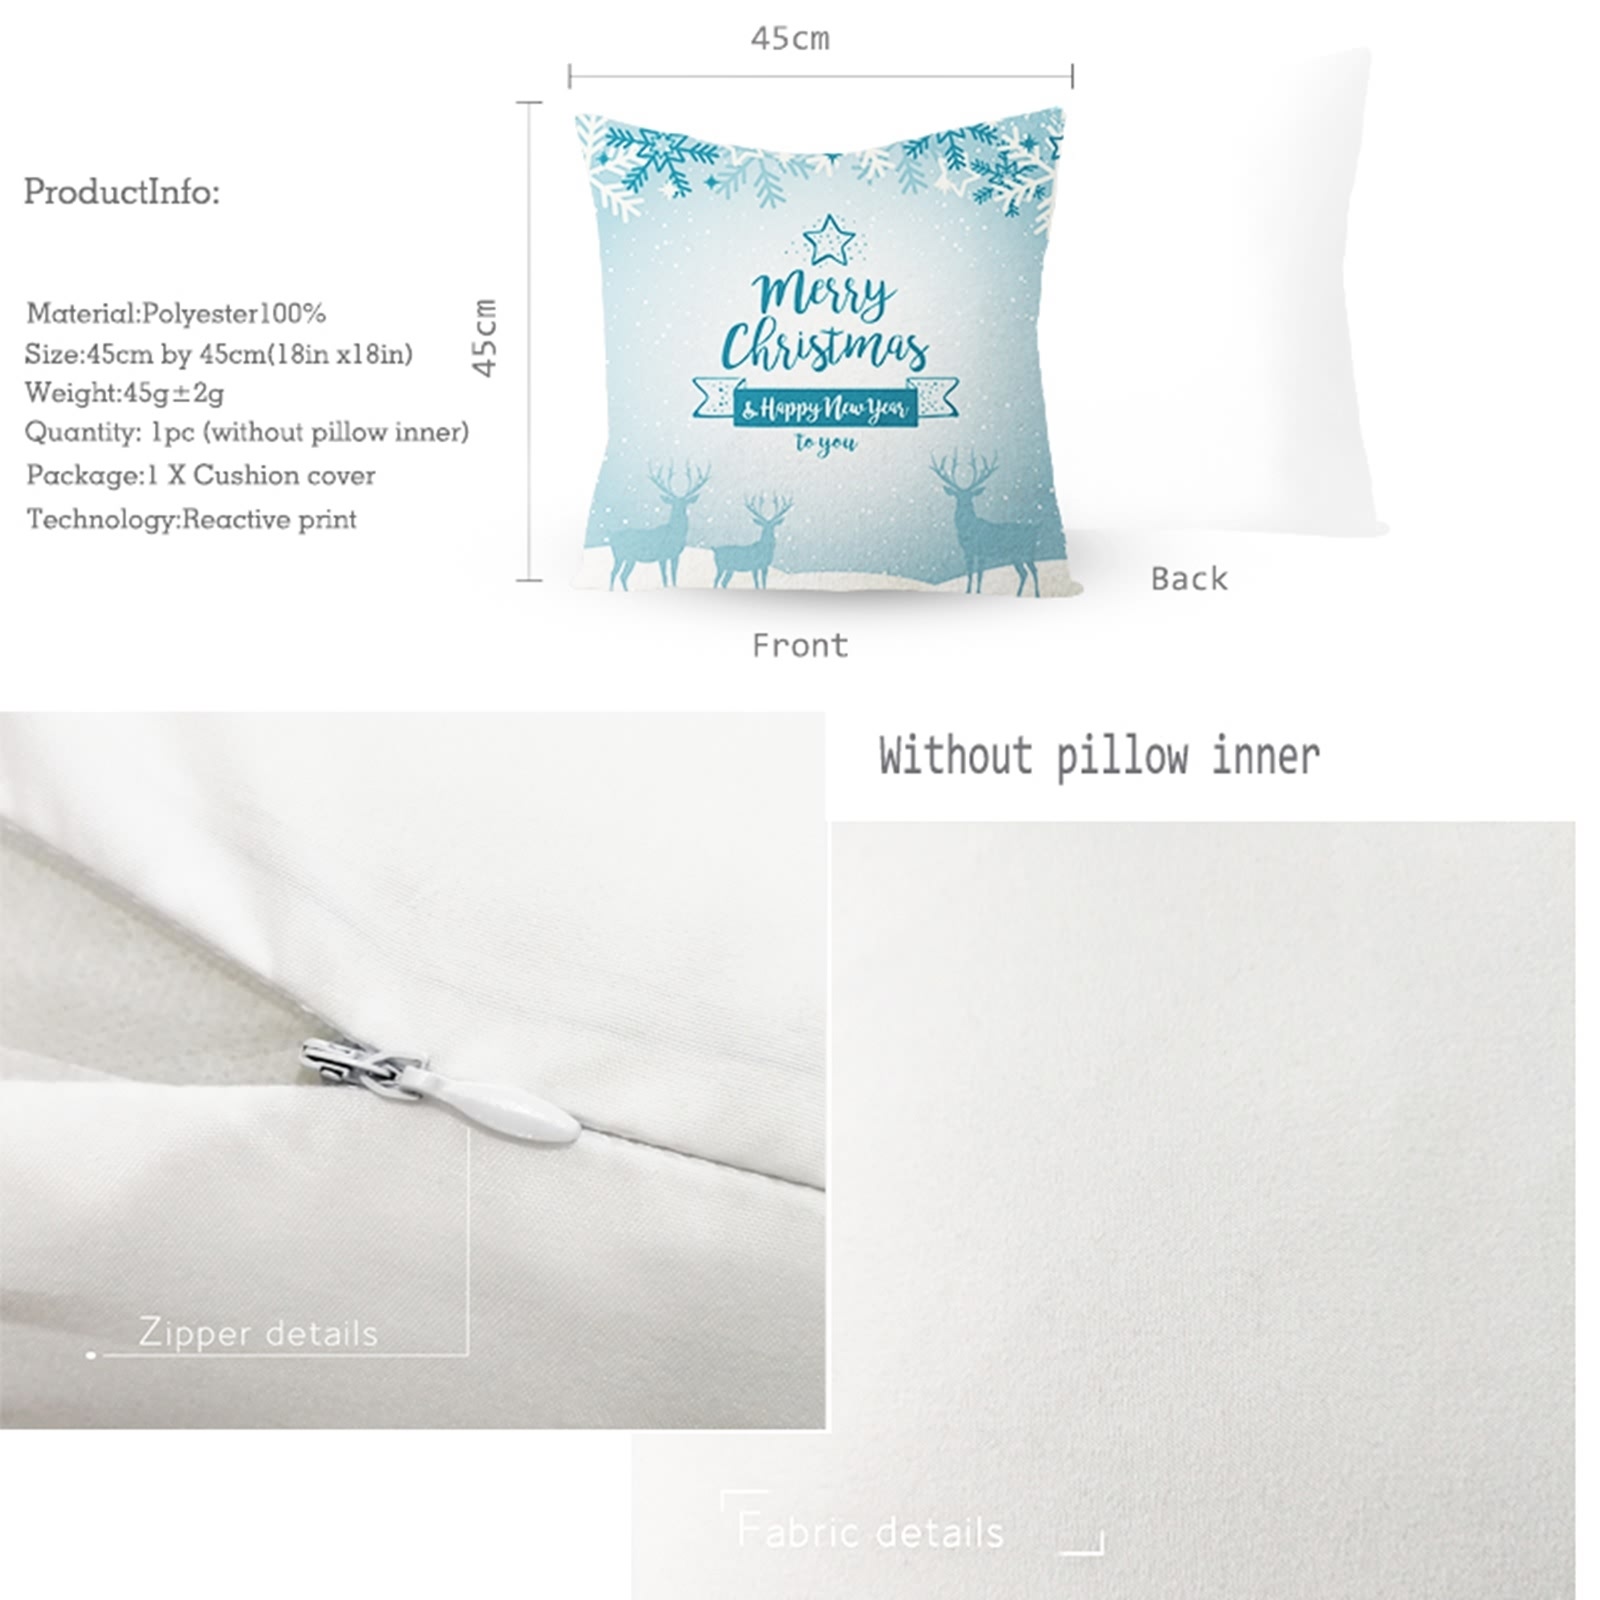 45cm
45cm
ProductInfo:
Material:Polyester100%
Size:45cm by 45cm(18in x18in)
Weight:45g±2g
Quantity: 1pc (without pillow inner)
Package:1 X Cushion cover
Technology:Reactive print
Merry
Christmas
& Happy New Year
to you
Back
Front
Without pillow inner
Zipper details
Fabric details